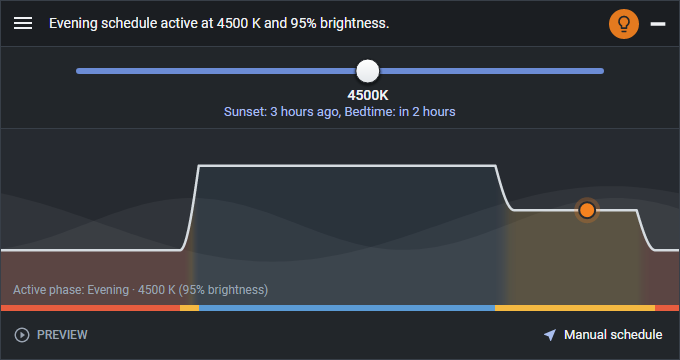 Evening schedule active at 4500 K and 95% brightness.
4500K
Sunset: 3 hours ago, Bedtime: in 2 hours
Active phase: Evening · 4500 K (95% brightness)
PREVIEW
Manual schedule